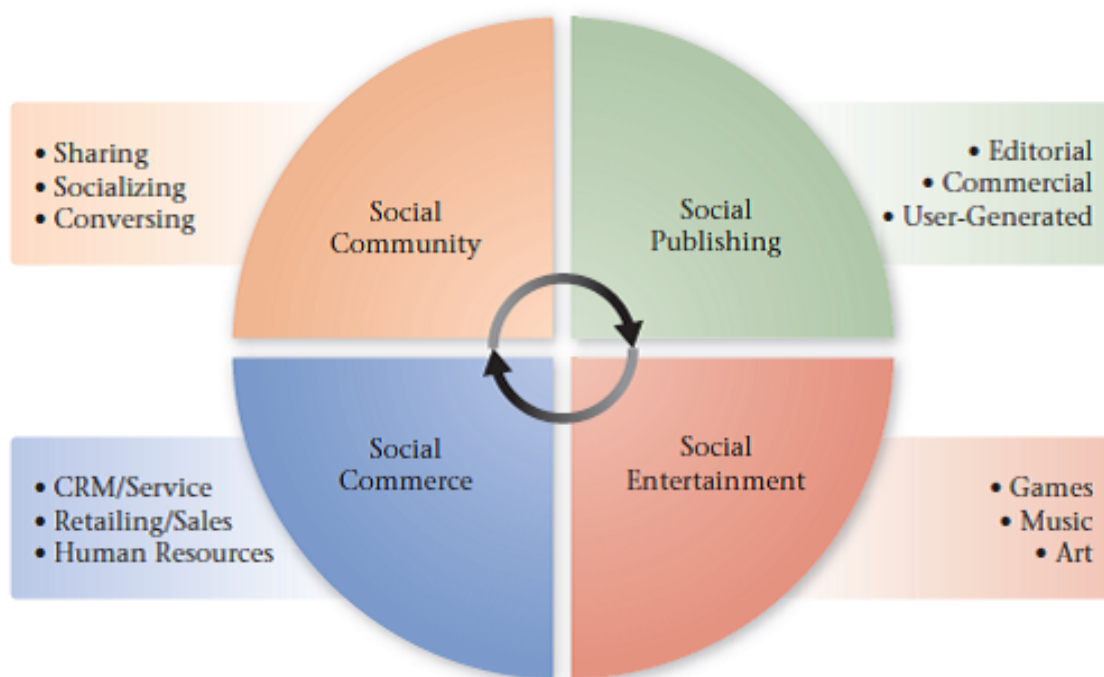 • Sharing
• Socializing
• Conversing
Social
Community
Social
Publishing
• Editorial
• Commercial
• User-Generated
• CRM/Service
• Retailing/Sales
• Human Resources
Social
Commerce
Social
Entertainment
• Games
• Music
• Art